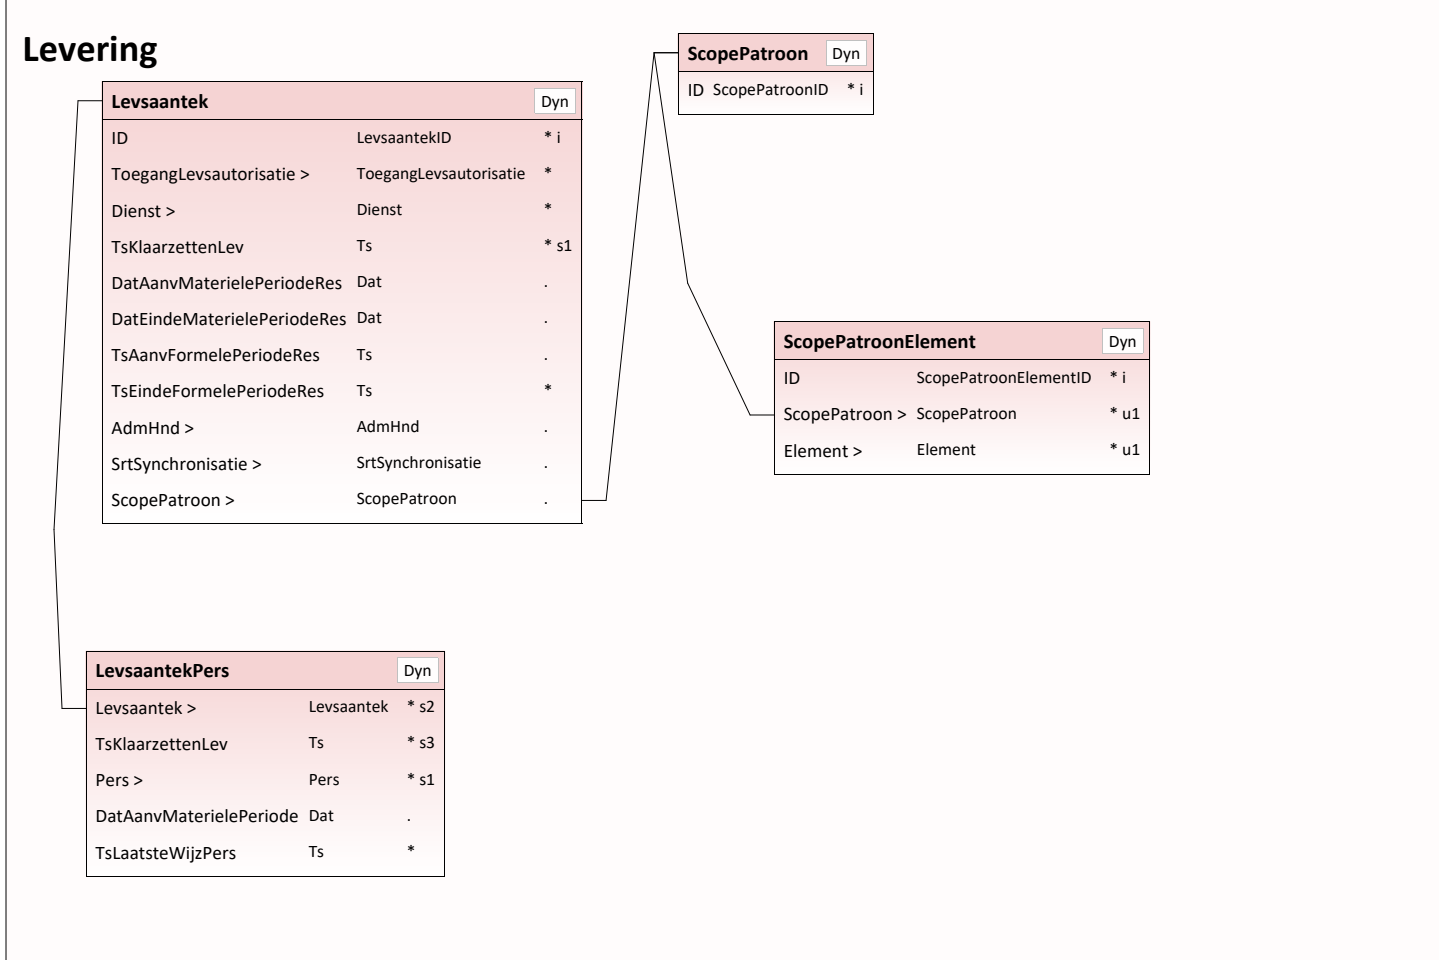 Levering
Levsaantek Dyn
ID LevsaantekID * i
ToegangLevsautorisatie > ToegangLevsautorisatie *
Dienst > Dienst *
TsKlaarzettenLev Ts * s1
DatAanvMaterielePeriodeRes Dat .
DatEindeMaterielePeriodeRes Dat .
TsAanvFormelePeriodeRes Ts .
TsEindeFormelePeriodeRes Ts *
AdmHnd > AdmHnd .
SrtSynchronisatie > SrtSynchronisatie .
ScopePatroon > ScopePatroon .
ScopePatroon Dyn
ID ScopePatroonID * i
ScopePatroonElement Dyn
ID ScopePatroonElementID * i
ScopePatroon > ScopePatroon * u1
Element > Element * u1
LevsaantekPers Dyn
Levsaantek > Levsaantek * s2
TsKlaarzettenLev Ts * s3
Pers > Pers * s1
DatAanvMaterielePeriode Dat .
TsLaatsteWijzPers Ts *